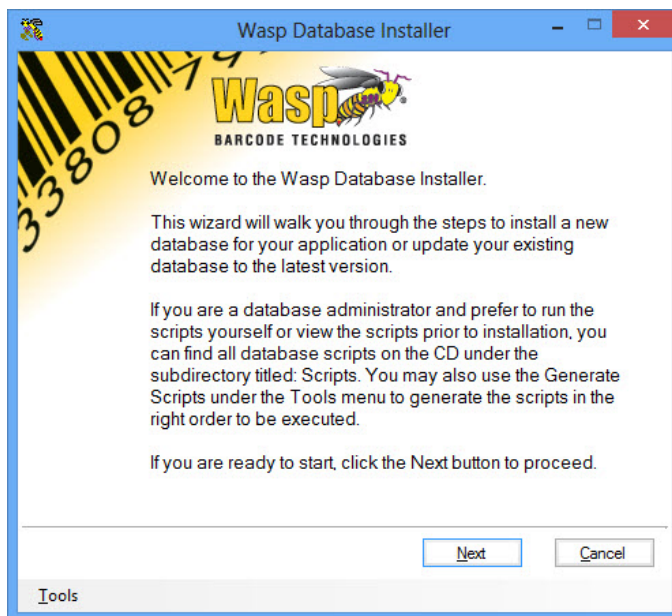 Wasp Database Installer
33808 79
Wasp
BARCODE TECHNOLOGIES
Welcome to the Wasp Database Installer.
This wizard will walk you through the steps to install a new
database for your application or update your existing
database to the latest version.
If you are a database administrator and prefer to run the
scripts yourself or view the scripts prior to installation, you
can find all database scripts on the CD under the
subdirectory titled: Scripts. You may also use the Generate
Scripts under the Tools menu to generate the scripts in the
right order to be executed.
If you are ready to start, click the Next button to proceed.
Next
Cancel
Tools